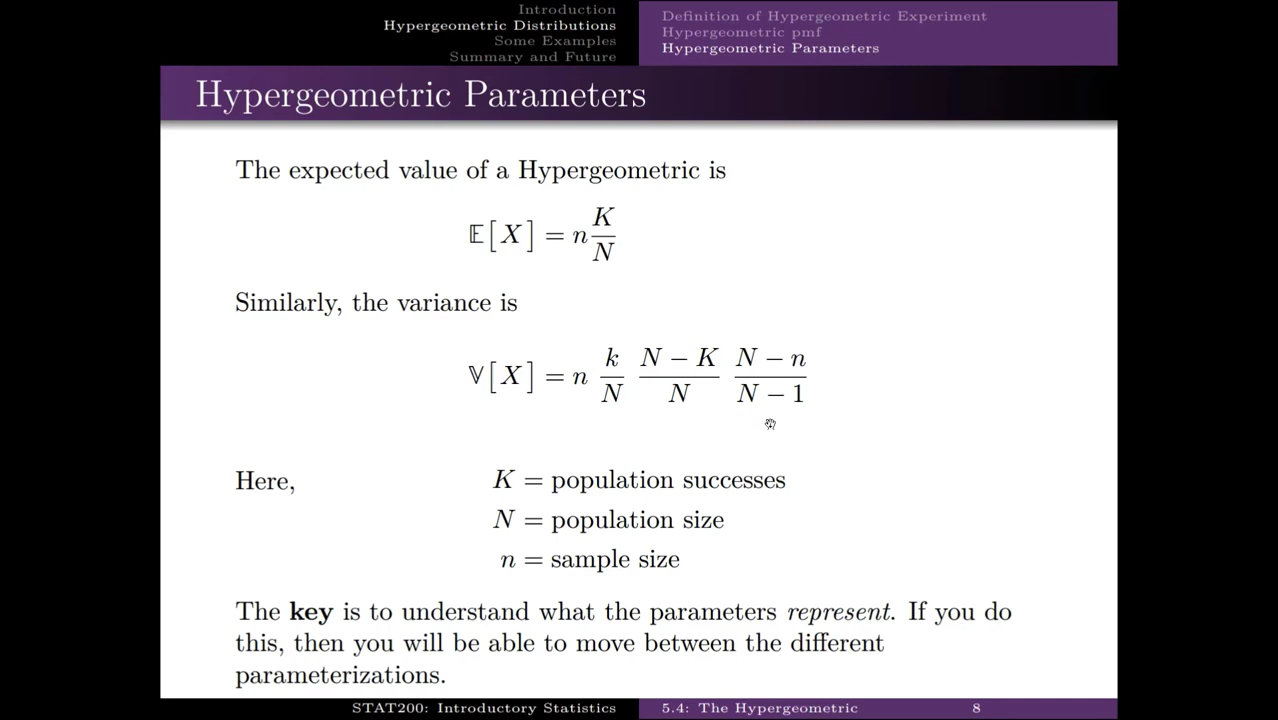 Introduction
Hypergeometric Distributions
Some Examples
Summary and Future
Definition of Hypergeometric Experiment
Hypergeometric pmf
Hypergeometric Parameters
Hypergeometric Parameters
The expected value of a Hypergeometric is
𝔼[X] = n K/N
Similarly, the variance is
𝕍[X] = n k/N (N − K)/N (N − n)/(N − 1)
Here,
K = population successes
N = population size
n = sample size
The key is to understand what the parameters represent. If you do
this, then you will be able to move between the different
parameterizations.
STAT200: Introductory Statistics
5.4: The Hypergeometric
8